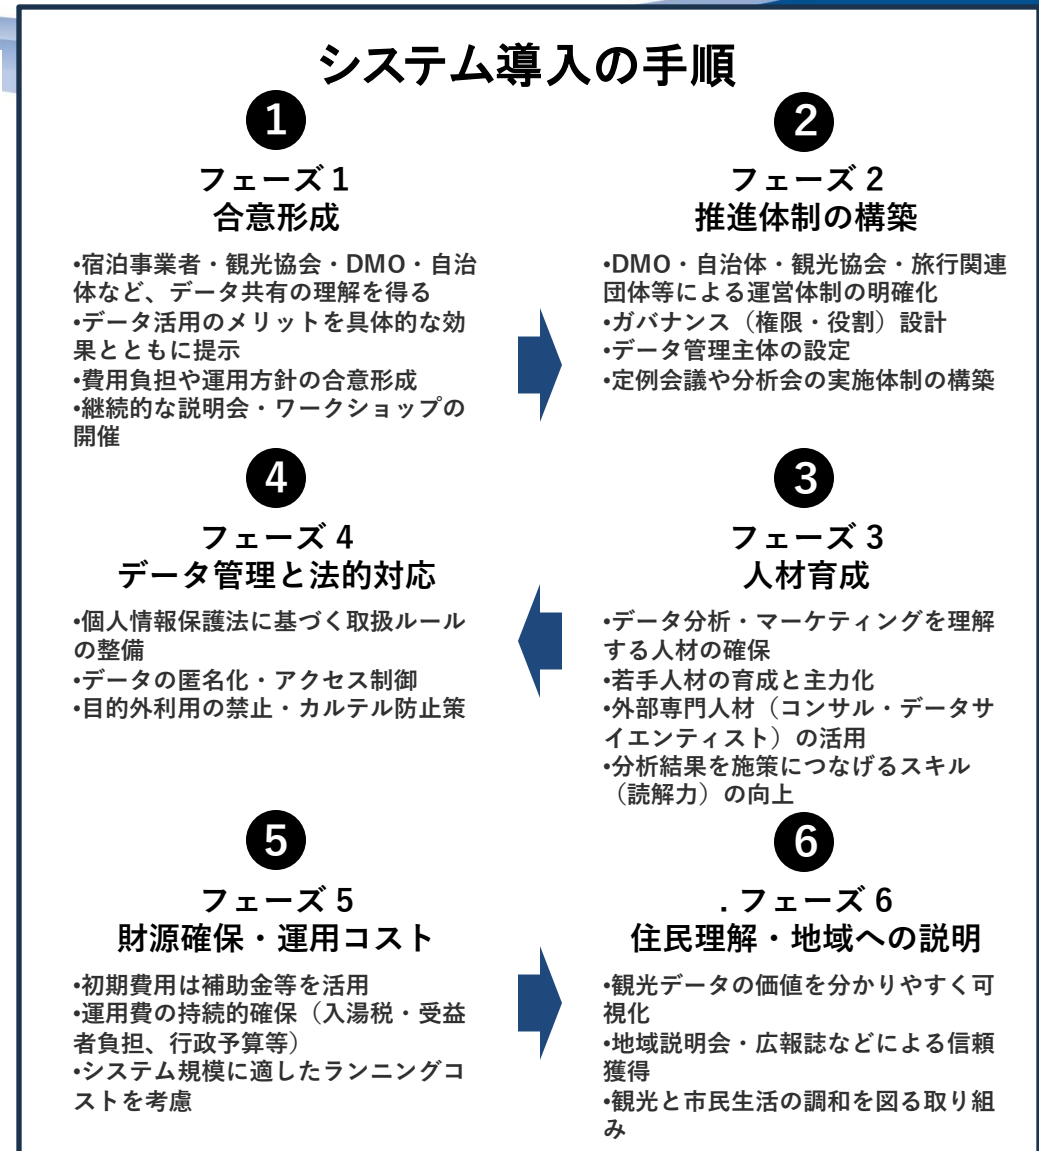 システム導入の手順
1
フェーズ 1
合意形成
•宿泊事業者・観光協会・DMO・自治
体など、データ共有の理解を得る
•データ活用のメリットを具体的な効
果とともに提示
•費用負担や運用方針の合意形成
•継続的な説明会・ワークショップの
開催
2
フェーズ 2
推進体制の構築
•DMO・自治体・観光協会・旅行関連
団体等による運営体制の明確化
•ガバナンス（権限・役割）設計
•データ管理主体の設定
•定例会議や分析会の実施体制の構築
3
フェーズ 3
人材育成
•データ分析・マーケティングを理解
する人材の確保
•若手人材の育成と主力化
•外部専門人材（コンサル・データサ
イエンティスト）の活用
•分析結果を施策につなげるスキル
（読解力）の向上
4
フェーズ 4
データ管理と法的対応
•個人情報保護法に基づく取扱ルール
の整備
•データの匿名化・アクセス制御
•目的外利用の禁止・カルテル防止策
5
フェーズ 5
財源確保・運用コスト
•初期費用は補助金等を活用
•運用費の持続的確保（入湯税・受益
者負担、行政予算等）
•システム規模に適したランニングコ
ストを考慮
6
. フェーズ 6
住民理解・地域への説明
•観光データの価値を分かりやすく可
視化
•地域説明会・広報誌などによる信頼
獲得
•観光と市民生活の調和を図る取り組
み